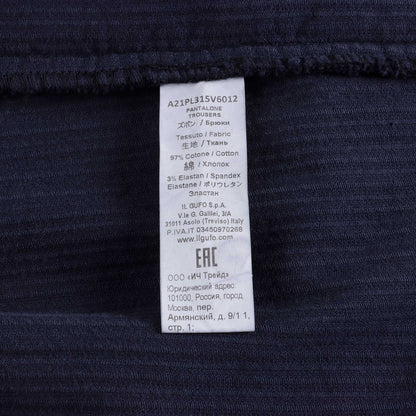 A21PL315V6012
PANTALONE
TROUSERS
ズボン / Брюки
Tessuto / Fabric
生地 / Ткань
97% Cotone / Cotton
綿 / Хлопок
3% Elastan / Spandex
Elastane / ポリウレタン
Эластан
IL GUFO S.p.A.
V.le G. Galilei, 3/A
31011 Asolo (Treviso) Italy
P.IVA.IT 03450970268
www.ilgufo.com
EAC
ООО «ИЧ Трейд»
Юридический адрес:
101000, Россия, город
Москва, пер.
Армянский, д. 9/1 1,
стр. 1;